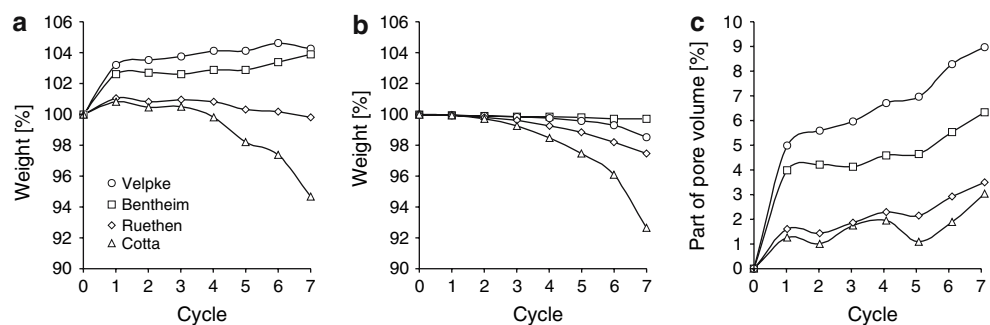 a
106
104
102
100
98
96
94
92
90
Weight [%]
Velpke
Bentheim
Ruethen
Cotta
0 1 2 3 4 5 6 7
Cycle
b
106
104
102
100
98
96
94
92
90
Weight [%]
0 1 2 3 4 5 6 7
Cycle
c
10
9
8
7
6
5
4
3
2
1
0
Part of pore volume [%]
0 1 2 3 4 5 6 7
Cycle